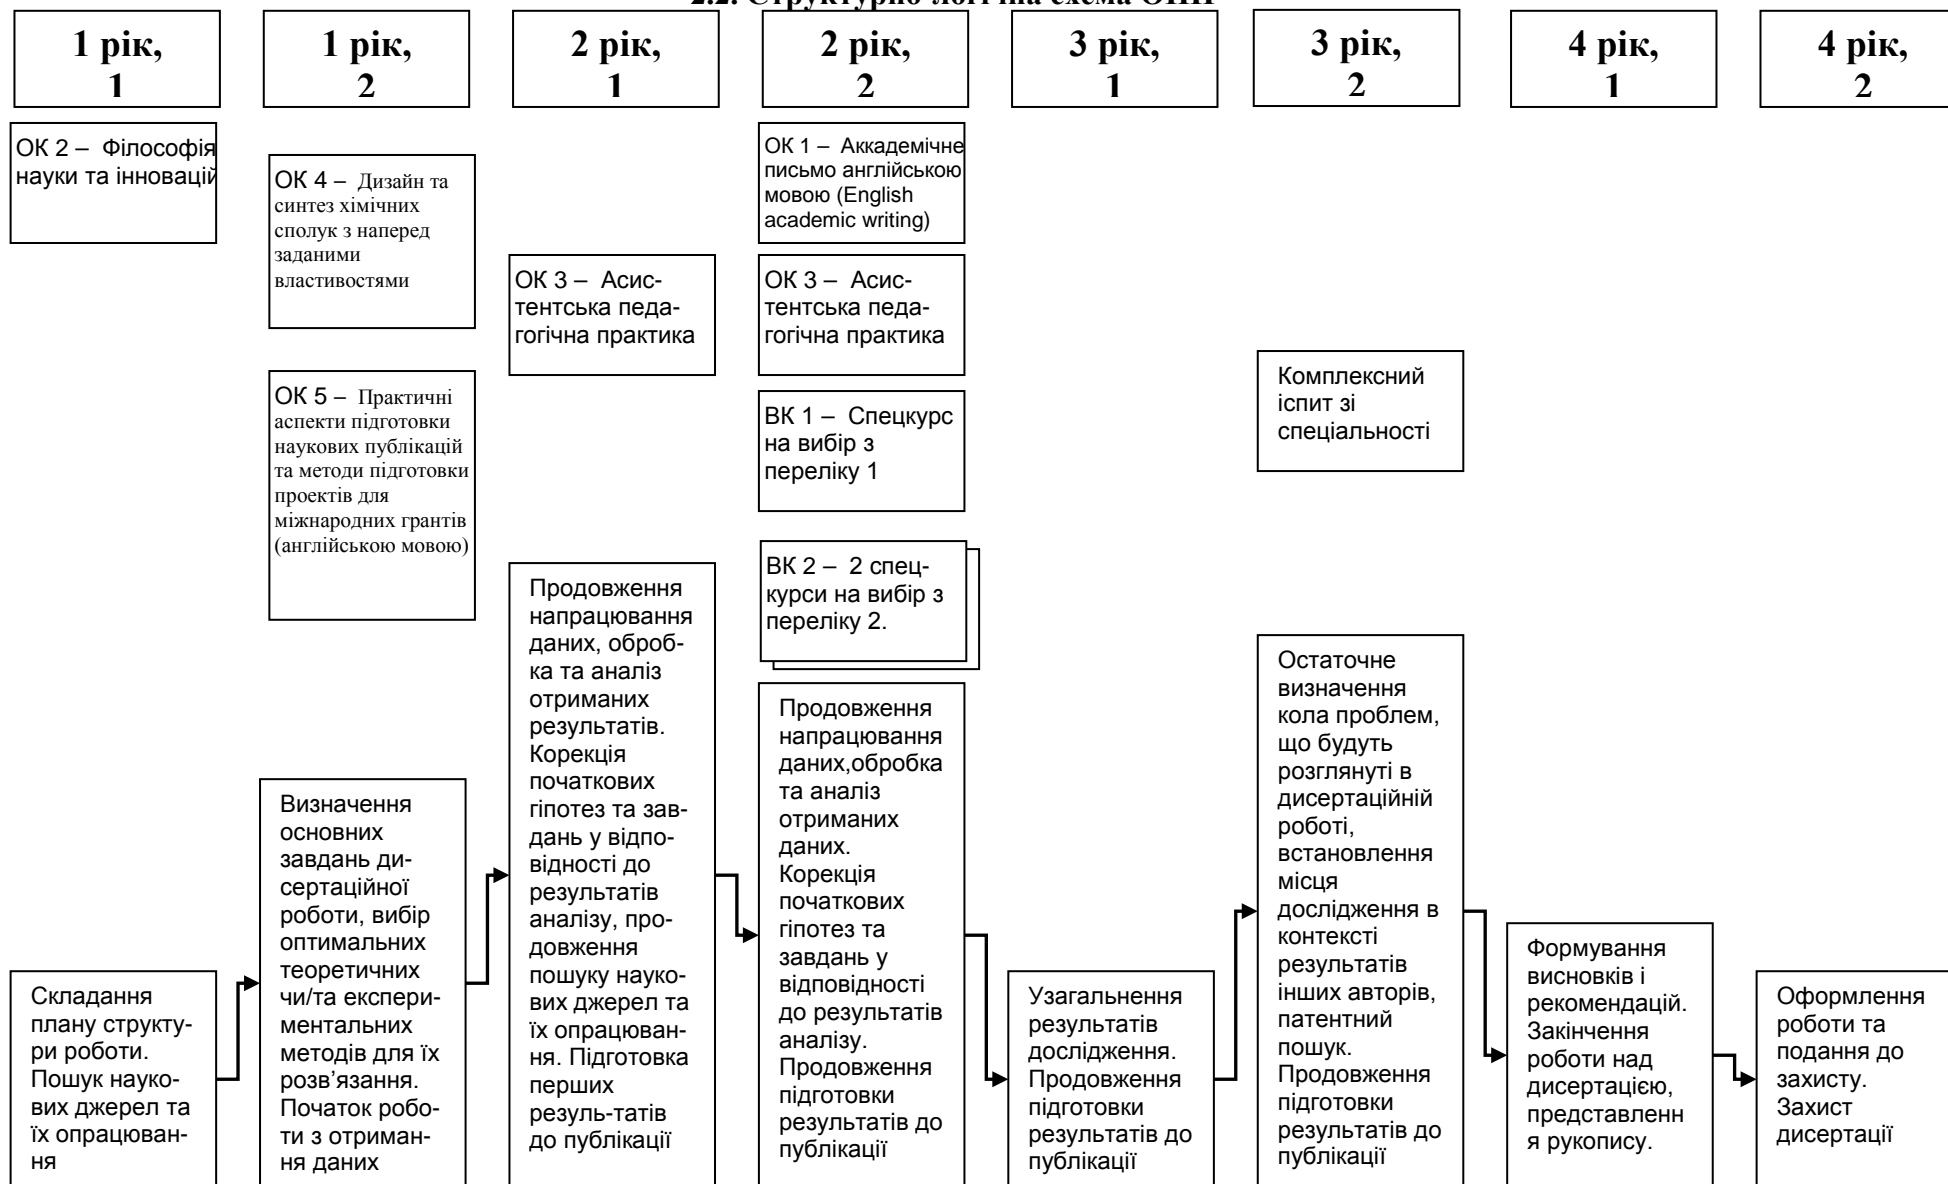 2.2. Структурно-логічна схема ОНП
1 рік,
1
1 рік,
2
2 рік,
1
2 рік,
2
3 рік,
1
3 рік,
2
4 рік,
1
4 рік,
2
ОК 2 – Філософія
науки та інновацій
ОК 4 – Дизайн та
синтез хімічних
сполук з наперед
заданими
властивостями
ОК 5 – Практичні
аспекти підготовки
наукових публікацій
та методи підготовки
проектів для
міжнародних грантів
(англійською мовою)
ОК 3 – Асис-
тентська педа-
гогічна практика
ОК 1 – Аккадемічне
письмо англійською
мовою (English
academic writing)
ОК 3 – Асис-
тентська педа-
гогічна практика
ВК 1 – Спецкурс
на вибір з
переліку 1
ВК 2 – 2 спец-
курси на вибір з
переліку 2.
Комплексний
іспит зі
спеціальності
Складання
плану структу-
ри роботи.
Пошук науко-
вих джерел та
їх опрацюван-
ня
Визначення
основних
завдань ди-
сертаційної
роботи, вибір
оптимальних
теоретичних
чи/та експери-
ментальних
методів для їх
розв’язання.
Початок робо-
ти з отриман-
ня даних
Продовження
напрацювання
даних, оброб-
ка та аналіз
отриманих
результатів.
Корекція
початкових
гіпотез та зав-
дань у відпо-
відності до
результатів
аналізу, про-
довження
пошуку науко-
вих джерел та
їх опрацюван-
ня. Підготовка
перших
резуль-татів
до публікації
Продовження
напрацювання
даних,обробка
та аналіз
отриманих
даних.
Корекція
початкових
гіпотез та
завдань у
відповідності
до результатів
аналізу.
Продовження
підготовки
результатів до
публікації
Узагальнення
результатів
дослідження.
Продовження
підготовки
результатів до
публікації
Остаточне
визначення
кола проблем,
що будуть
розглянуті в
дисертаційній
роботі,
встановлення
місця
дослідження в
контексті
результатів
інших авторів,
патентний
пошук.
Продовження
підготовки
результатів до
публікації
Формування
висновків і
рекомендацій.
Закінчення
роботи над
дисертацією,
представленн
я рукопису.
Оформлення
роботи та
подання до
захисту.
Захист
дисертації